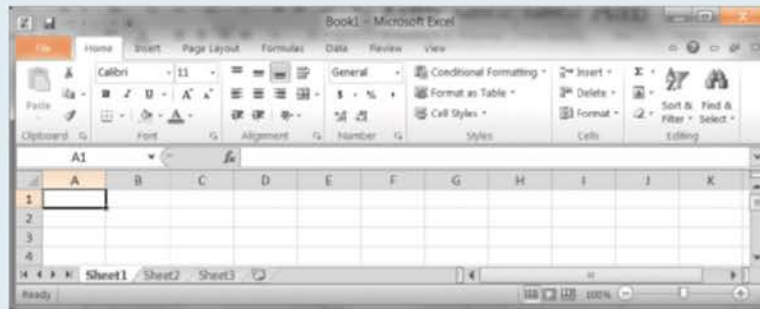 Book1 - Microsoft Excel
File Home Insert Page Layout Formulas Data Review View
Paste
Calibri 11
B I U A A
A
General
$ % ,
Conditional Formatting
Format as Table
Cell Styles
Insert
Delete
Format
Σ
Sort & Filter
Find & Select
Clipboard Font Alignment Number Styles Cells Editing
A1 fx
A B C D E F G H I J K
1
2
3
4
Sheet1 Sheet2 Sheet3
Ready 100%